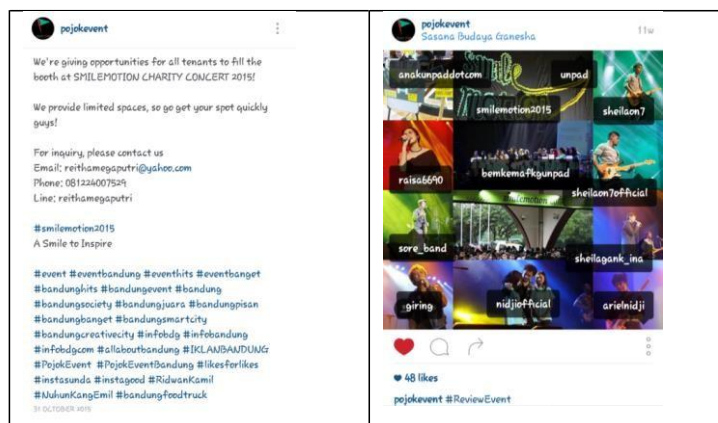 pojokevent
We're giving opportunities for all tenants to fill the
booth at SMILEMOTION CHARITY CONCERT 2015!
We provide limited spaces, so go get your spot quickly
guys!
For inquiry, please contact us
Email: reithamegaputri@yahoo.com
Phone: 081224007529
Line: reithamegaputri
#smilemotion2015
A Smile to Inspire
#event #eventbandung #eventhits #eventbanget
#bandunghits #bandungevent #bandung
#bandungsociety #bandungjuara #bandungpisan
#bandungbanget #bandungsmartcity
#bandungcreativecity #infobdg #infobandung
#infobdgcom #allaboutbandung #IKLANBANDUNG
#PojokEvent #PojokEventBandung #likesforlikes
#instasunda #instagood #RidwanKamil
#NuhunKangEmil #bandungfoodtruck
31 OCTOBER 2015
pojokevent
Sasana Budaya Ganesha
11w
anakunpaddotcom
unpad
smilemotion2015
sheilaon7
raisa6690
bemkemafkgunpad
sheilaon7official
sore_band
sheilagank_ina
giring
nidjiofficial
arielnidji
48 likes
pojokevent #ReviewEvent